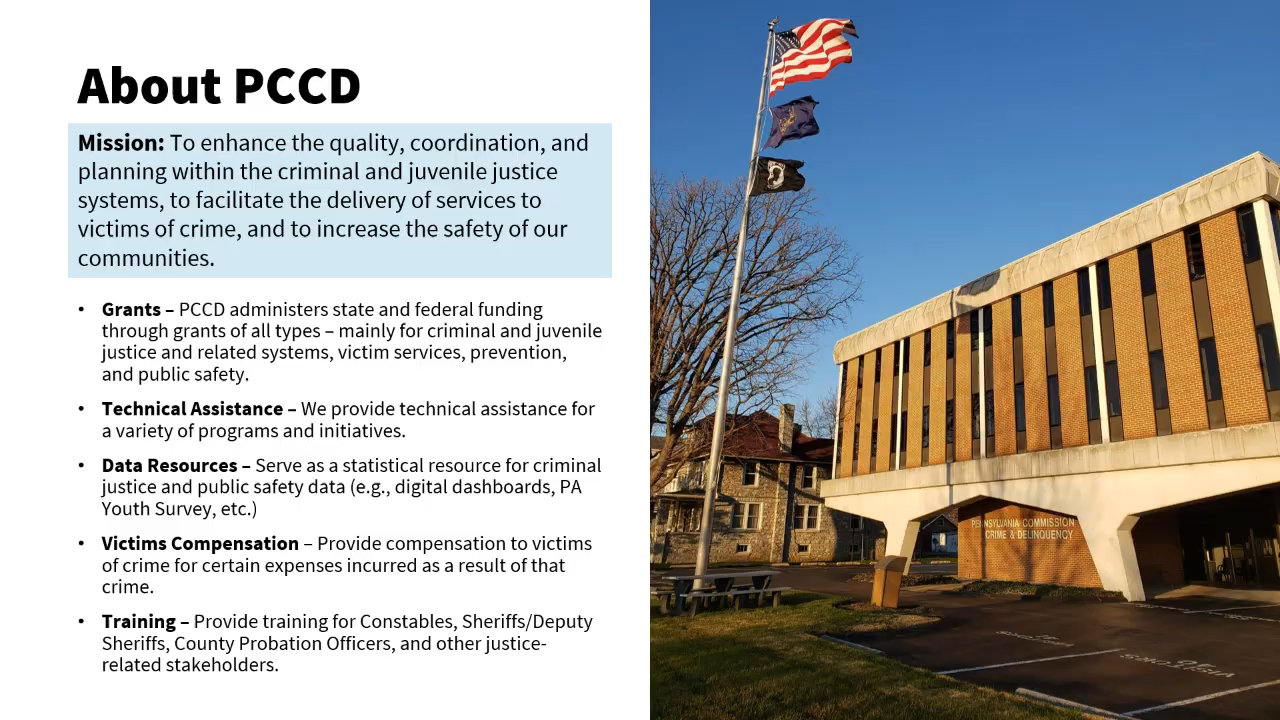 About PCCD
Mission: To enhance the quality, coordination, and
planning within the criminal and juvenile justice
systems, to facilitate the delivery of services to
victims of crime, and to increase the safety of our
communities.
• Grants – PCCD administers state and federal funding
through grants of all types – mainly for criminal and juvenile
justice and related systems, victim services, prevention,
and public safety.
• Technical Assistance – We provide technical assistance for
a variety of programs and initiatives.
• Data Resources – Serve as a statistical resource for criminal
justice and public safety data (e.g., digital dashboards, PA
Youth Survey, etc.)
• Victims Compensation – Provide compensation to victims
of crime for certain expenses incurred as a result of that
crime.
• Training – Provide training for Constables, Sheriffs/Deputy
Sheriffs, County Probation Officers, and other justice-
related stakeholders.
PENNSYLVANIA COMMISSION
CRIME & DELINQUENCY
VISITORS